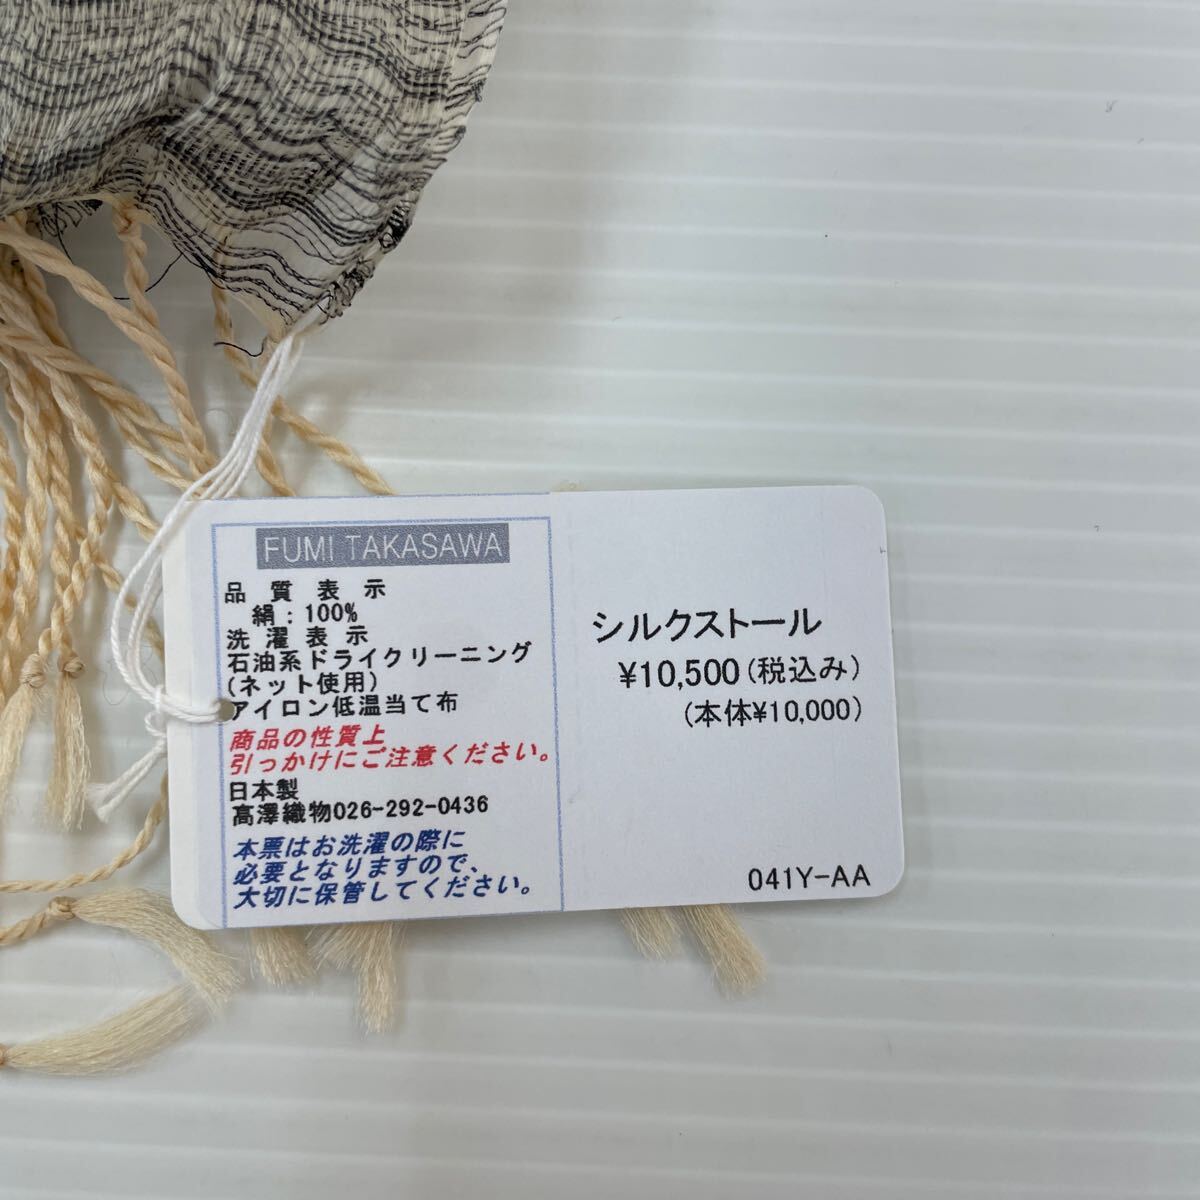 FUMI TAKASAWA
品質表示
絹:100%
洗濯表示
石油系ドライクリーニング
(ネット使用)
アイロン低温当て布
商品の性質上
引っかけにご注意ください。
日本製
髙澤織物026-292-0436
本票はお洗濯の際に
必要となりますので、
大切に保管してください。
シルクストール
¥10,500(税込み)
(本体¥10,000)
041Y-AA